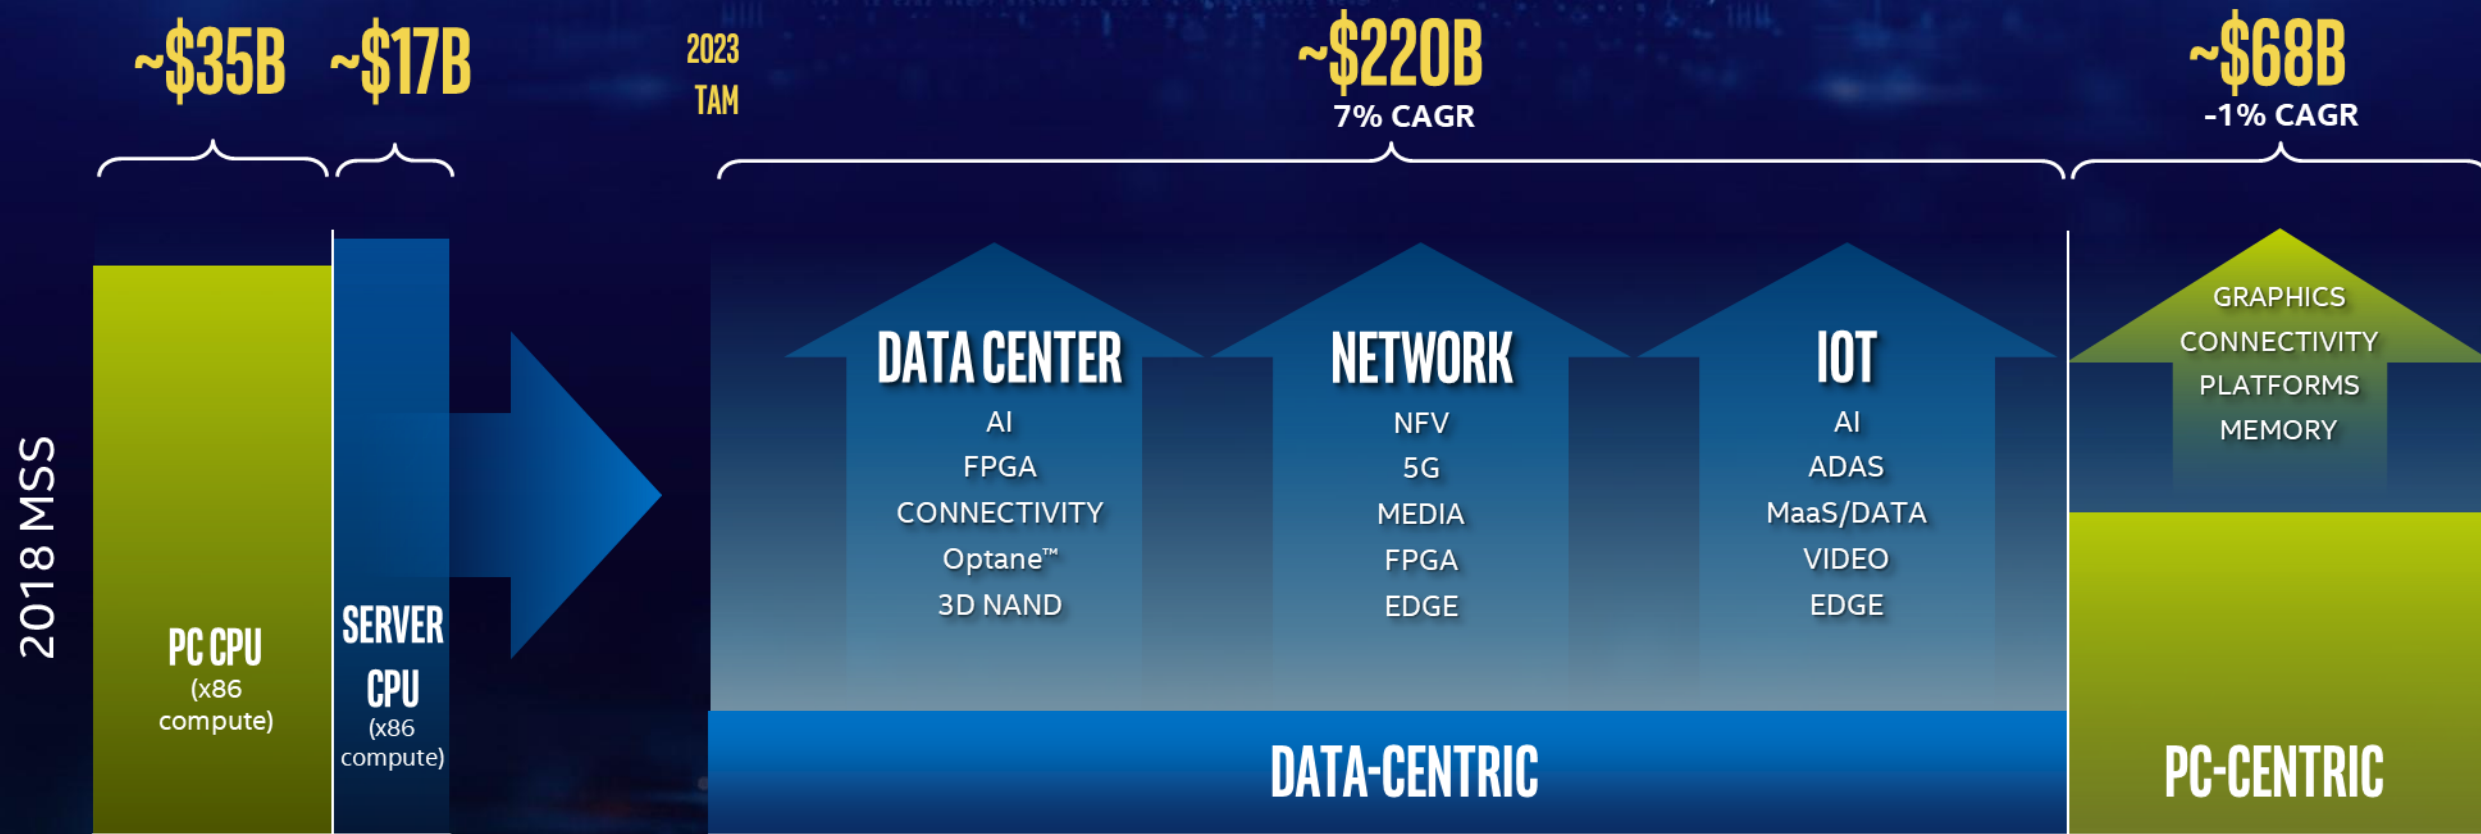 ~$35B
~$17B
2018 MSS
PC CPU
(x86
compute)
SERVER
CPU
(x86
compute)
2023
TAM
~$220B
7% CAGR
~$68B
-1% CAGR
DATA CENTER
AI
FPGA
CONNECTIVITY
Optane™
3D NAND
NETWORK
NFV
5G
MEDIA
FPGA
EDGE
IOT
AI
ADAS
MaaS/DATA
VIDEO
EDGE
DATA-CENTRIC
GRAPHICS
CONNECTIVITY
PLATFORMS
MEMORY
PC-CENTRIC